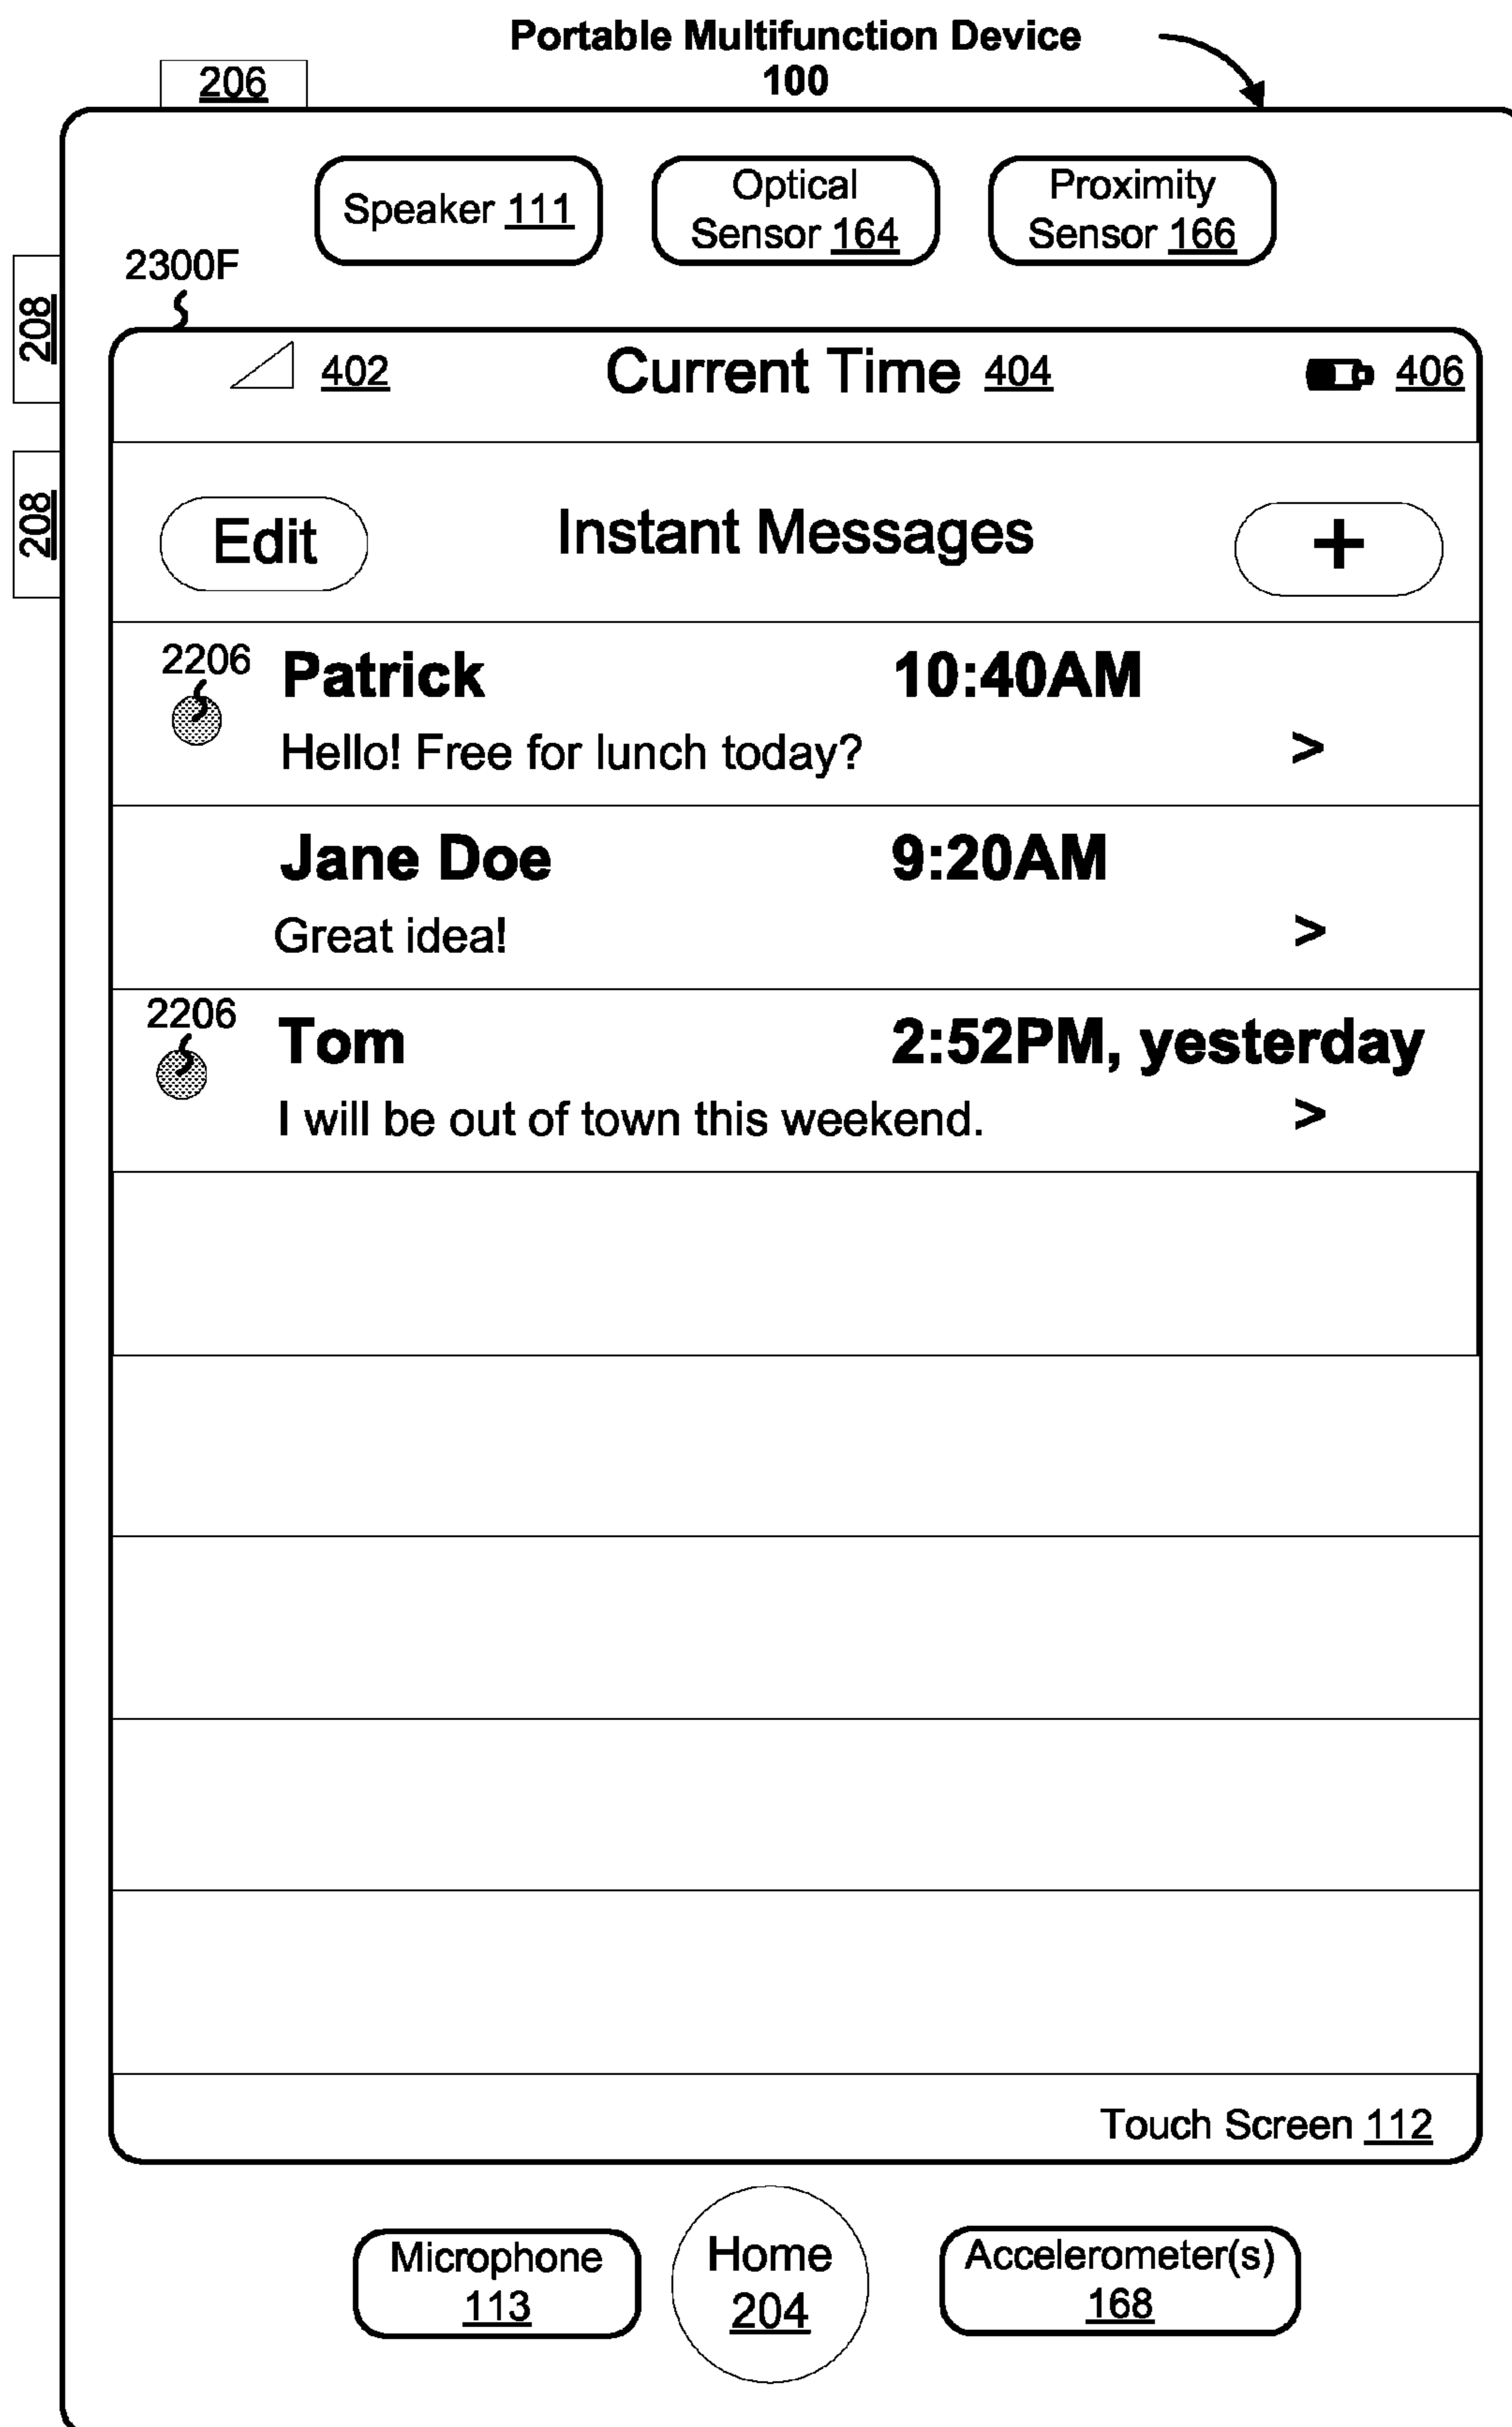 Portable Multifunction Device
100
206
Speaker 111
Optical
Sensor 164
Proximity
Sensor 166
2300F
208
208
402
Current Time 404
406
Edit
Instant Messages
+
2206
Patrick
10:40AM
Hello! Free for lunch today?
>
Jane Doe
9:20AM
Great idea!
>
2206
Tom
2:52PM, yesterday
I will be out of town this weekend.
>
Touch Screen 112
Microphone
113
Home
204
Accelerometer(s)
168